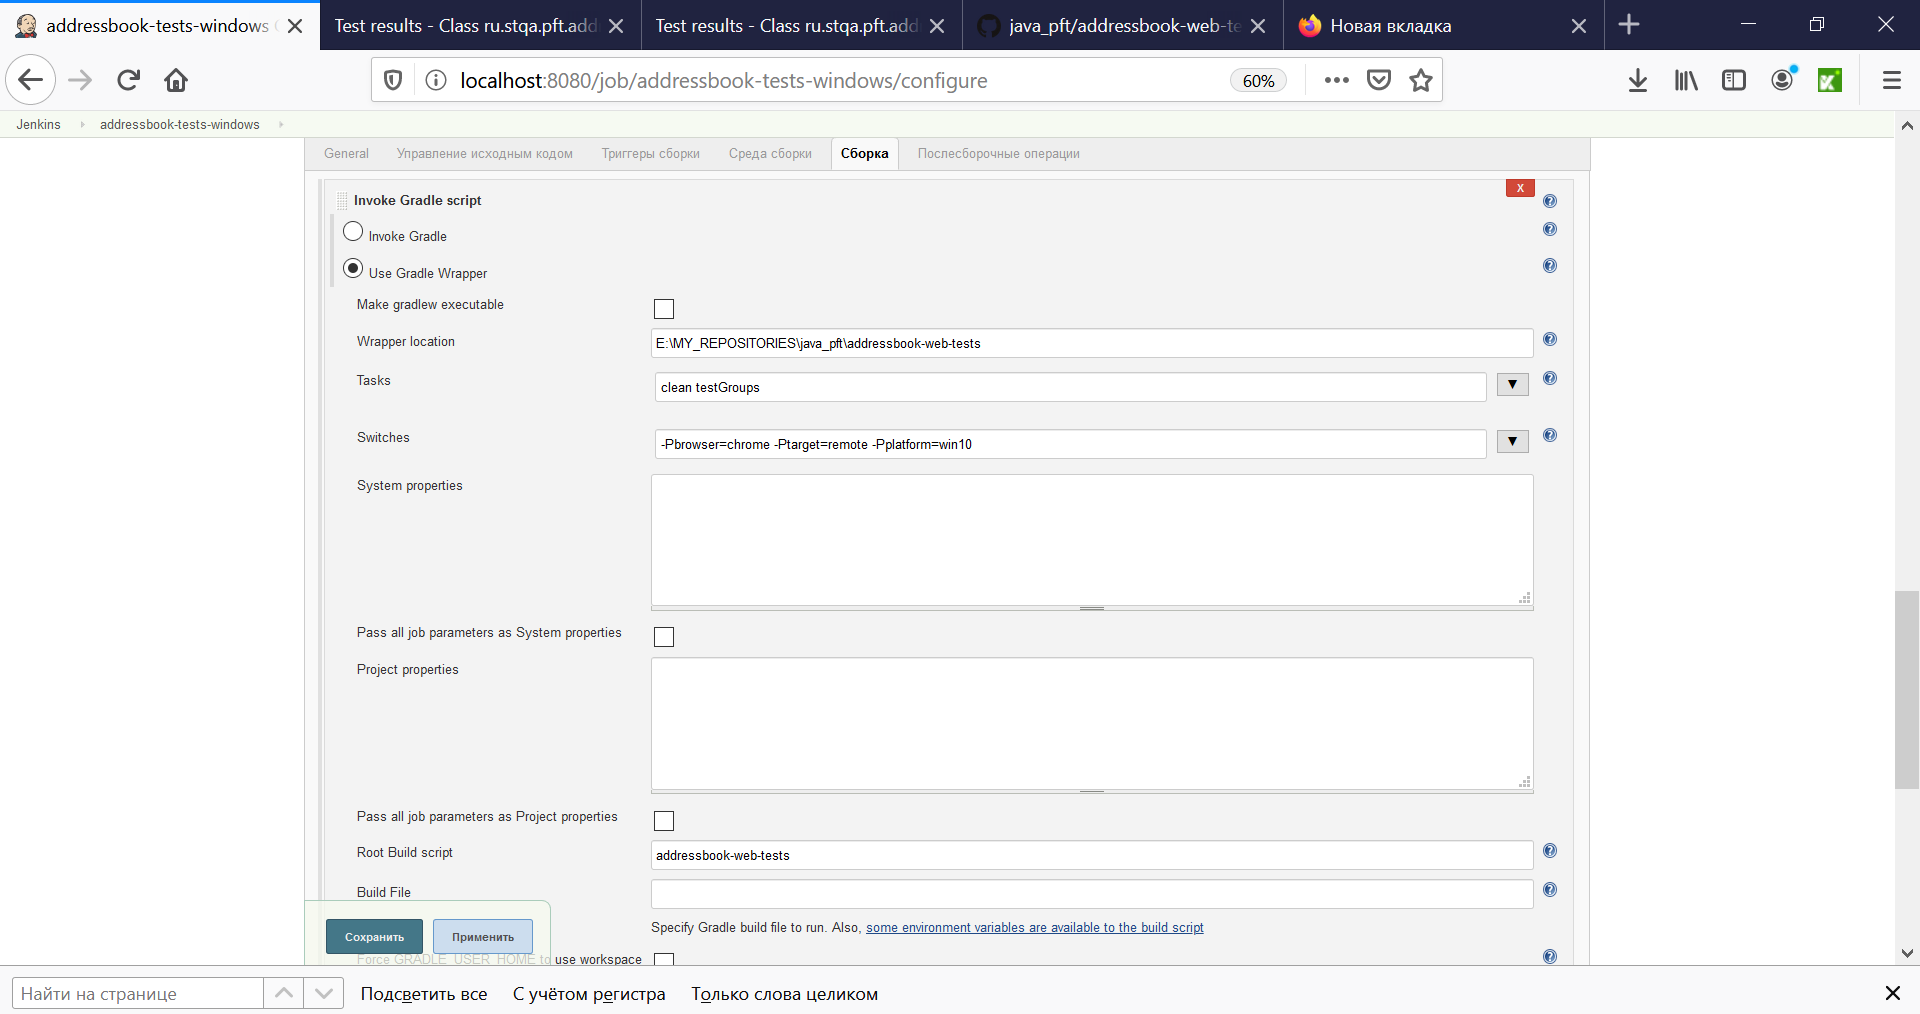 addressbook-tests-windows
Test results - Class ru.stqa.pft.add
Test results - Class ru.stqa.pft.add
java_pft/addressbook-web-te
Новая вкладка
localhost:8080/job/addressbook-tests-windows/configure
60%
Jenkins
addressbook-tests-windows
General
Управление исходным кодом
Триггеры сборки
Среда сборки
Сборка
Послесборочные операции
Invoke Gradle script
X
Invoke Gradle
Use Gradle Wrapper
Make gradlew executable
Wrapper location
E:\MY_REPOSITORIES\java_pft\addressbook-web-tests
Tasks
clean testGroups
Switches
-Pbrowser=chrome -Ptarget=remote -Pplatform=win10
System properties
Pass all job parameters as System properties
Project properties
Pass all job parameters as Project properties
Root Build script
addressbook-web-tests
Build File
Specify Gradle build file to run. Also, some environment variables are available to the build script
Сохранить
Применить
Force GRADLE_USER_HOME to use workspace
Найти на странице
Подсветить все
С учётом регистра
Только слова целиком